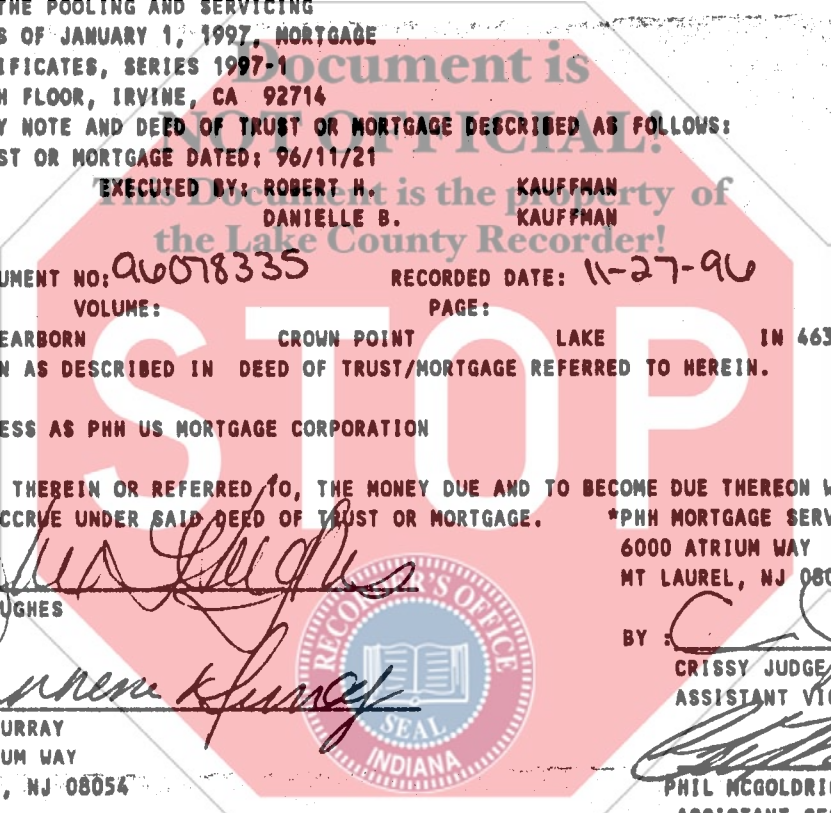 THE POOLING AND SERVICING
S OF JANUARY 1, 1997, MORTGAGE
IFICATES, SERIES 1997-1
H FLOOR, IRVINE, CA 92714
Y NOTE AND DEED OF TRUST OR MORTGAGE DESCRIBED AS FOLLOWS:
ST OR MORTGAGE DATED: 96/11/21
EXECUTED BY: ROBERT H. KAUFFMAN
DANIELLE B. KAUFFMAN
Document is
NOT OFFICIAL!
This Document is the property of
the Lake County Recorder!
UMENT NO: 96078335 RECORDED DATE: 11-27-96
VOLUME: PAGE:
EARBORN CROWN POINT LAKE IN 463
N AS DESCRIBED IN DEED OF TRUST/MORTGAGE REFERRED TO HEREIN.
STOP
ESS AS PHH US MORTGAGE CORPORATION
THEREIN OR REFERRED TO, THE MONEY DUE AND TO BECOME DUE THEREON W
CCRUE UNDER SAID DEED OF TRUST OR MORTGAGE. *PHH MORTGAGE SERV
6000 ATRIUM WAY
MT LAUREL, NJ 080
UGHES
BY :
CRISSY JUDGE
ASSISTANT VI
URRAY
UM WAY
, NJ 08054
PHIL MCGOLDRI
RECORDER'S OFFICE
SEAL
INDIANA